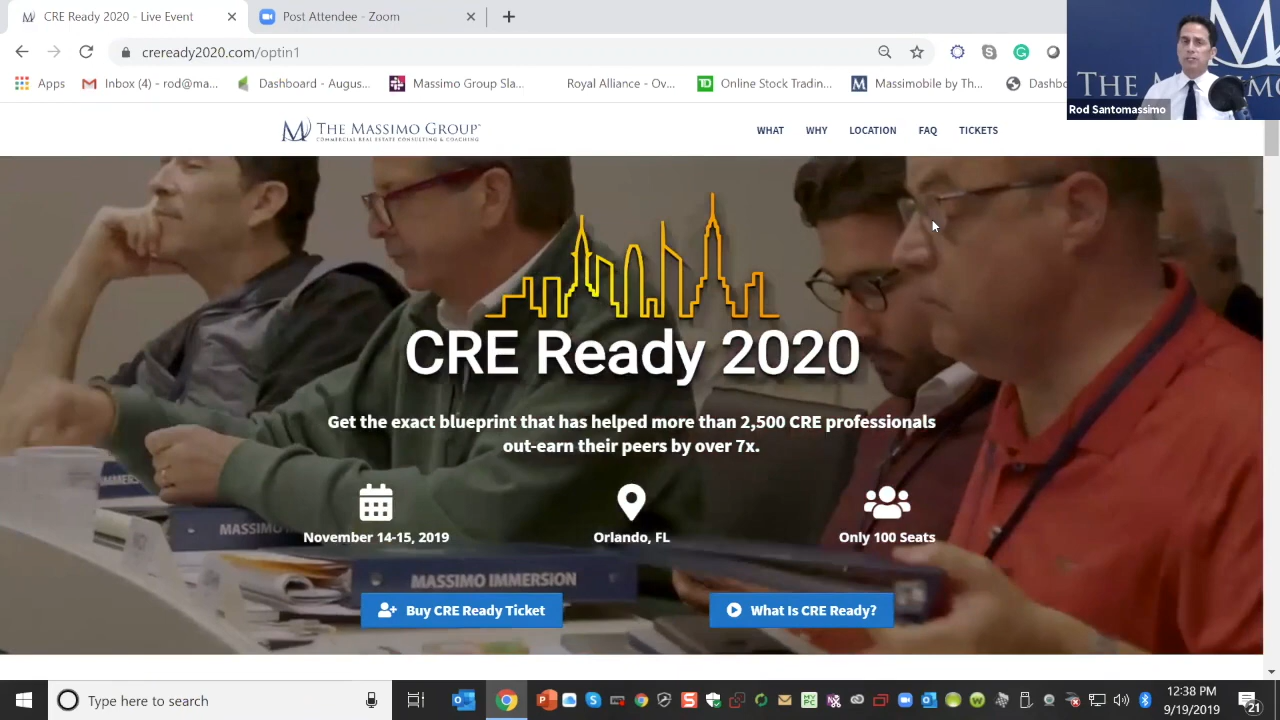 CRE Ready 2020 - Live Event
Post Attendee - Zoom
creready2020.com/optin1
Apps
Inbox (4) - rod@ma...
Dashboard - Augus...
Massimo Group Sla...
Royal Alliance - Ov...
Online Stock Tradin...
Massimobile by Th...
Dashbo
THE MASSIMO
Rod Santomassimo
THE MASSIMO GROUP
COMMERCIAL REAL ESTATE CONSULTING & COACHING
WHAT
WHY
LOCATION
FAQ
TICKETS
CRE Ready 2020
Get the exact blueprint that has helped more than 2,500 CRE professionals
out-earn their peers by over 7x.
November 14-15, 2019
Orlando, FL
Only 100 Seats
MASSIMO IMMERSION
Buy CRE Ready Ticket
What Is CRE Ready?
Type here to search
12:38 PM
9/19/2019
21